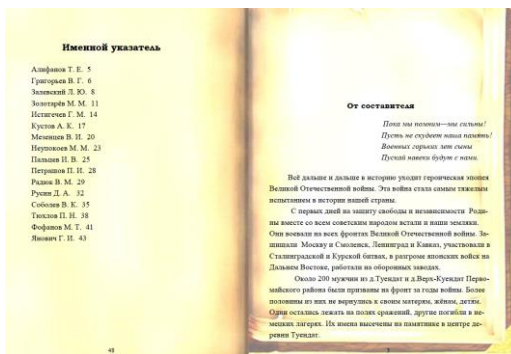 Именной указатель
Алифанов Т. Е. 5
Григорьев В. Г. 6
Залевский Л. Ю. 8
Золотарёв М. М. 11
Истигечев Г. М. 14
Кустов А. К. 17
Мезенцев В. И. 20
Неупокоев М. М. 23
Пальцев И. В. 25
Петрашов П. И. 28
Радюк В. М. 29
Русин Д. А. 32
Соболев В. К. 35
Тюхлов П. Н. 38
Фофанов М. Т. 41
Янович Г. И. 43
48
От составителя
Пока мы помним—мы сильны!
Пусть не скудеет наша память!
Военных горьких лет сыны
Пускай навеки будут с нами.
Всё дальше и дальше в историю уходит героическая эпопея
Великой Отечественной войны. Эта война стала самым тяжелым
испытанием в истории нашей страны.
С первых дней на защиту свободы и независимости Роди-
ны вместе со всем советским народом встали и наши земляки.
Они воевали на всех фронтах Великой Отечественной войны. За-
щищали Москву и Смоленск, Ленинград и Кавказ, участвовали в
Сталинградской и Курской битвах, в разгроме японских войск на
Дальнем Востоке, работали на оборонных заводах.
Около 200 мужчин из д.Туендат и д.Верх-Куендат Перво-
майского района были призваны на фронт за годы войны. Более
половины из них не вернулись к своим матерям, жёнам, детям.
Одни остались лежать на полях сражений, другие погибли в не-
мецких лагерях. Их имена высечены на памятнике в центре де-
ревни Туендат.
3